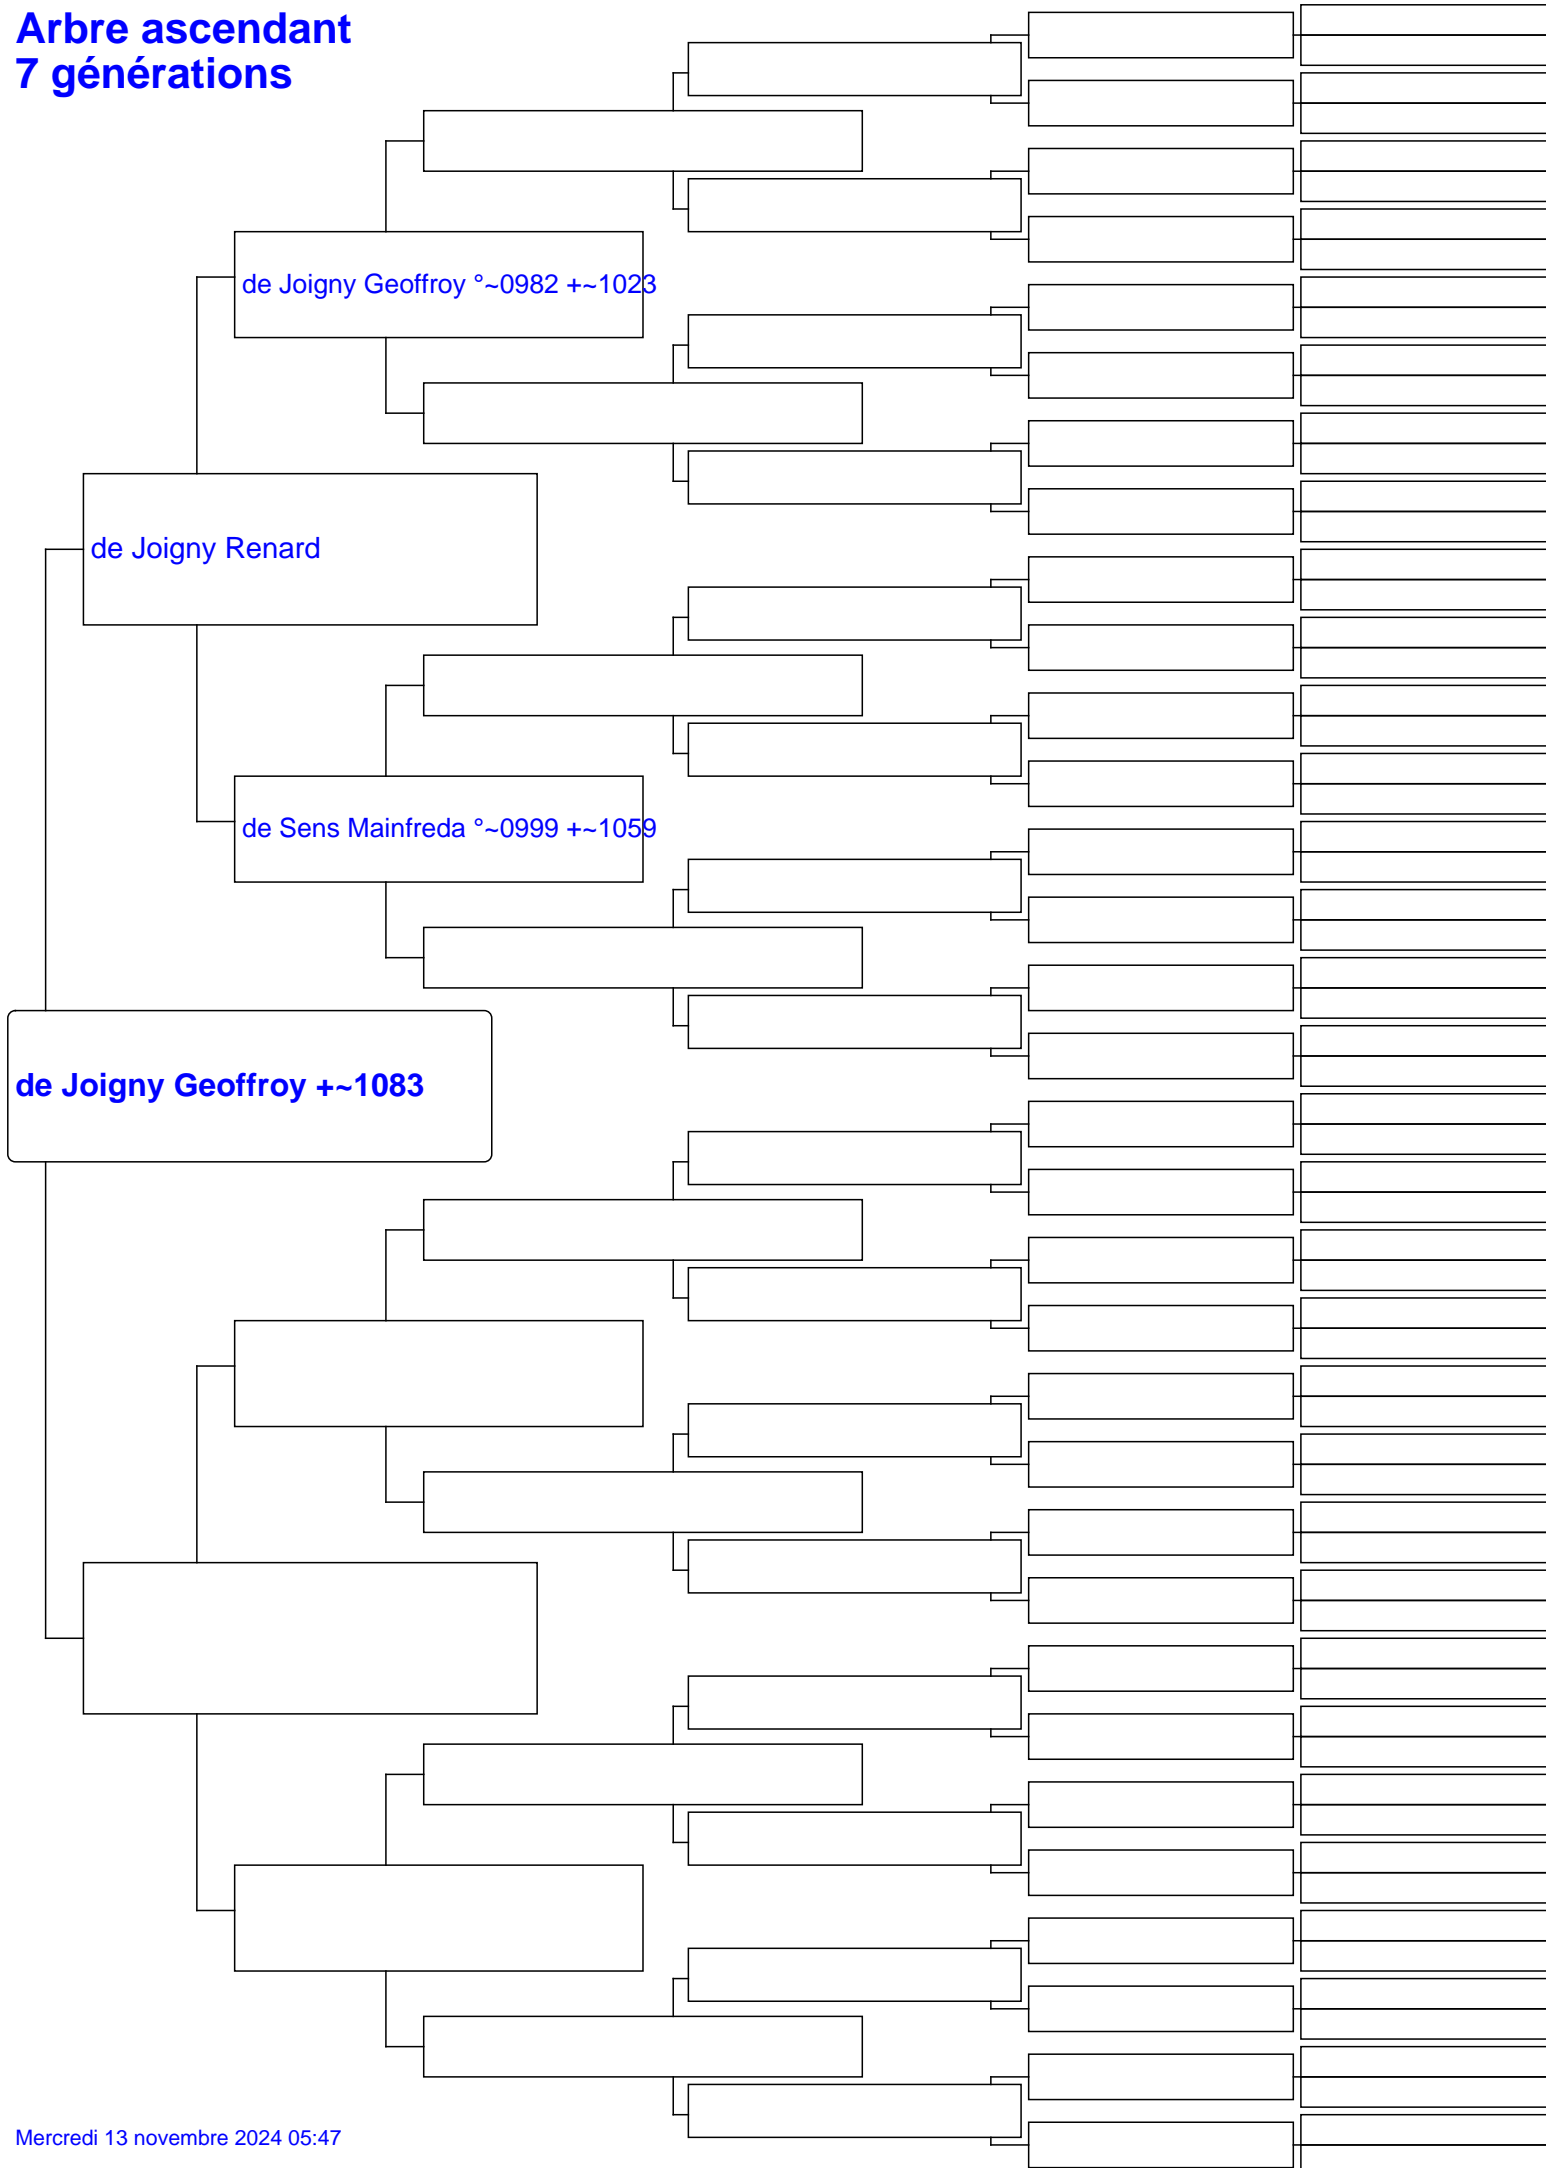 Arbre ascendant
7 générations
de Joigny Geoffroy °~0982 +~1023
de Joigny Renard
de Sens Mainfreda °~0999 +~1059
de Joigny Geoffroy +~1083
Mercredi 13 novembre 2024 05:47